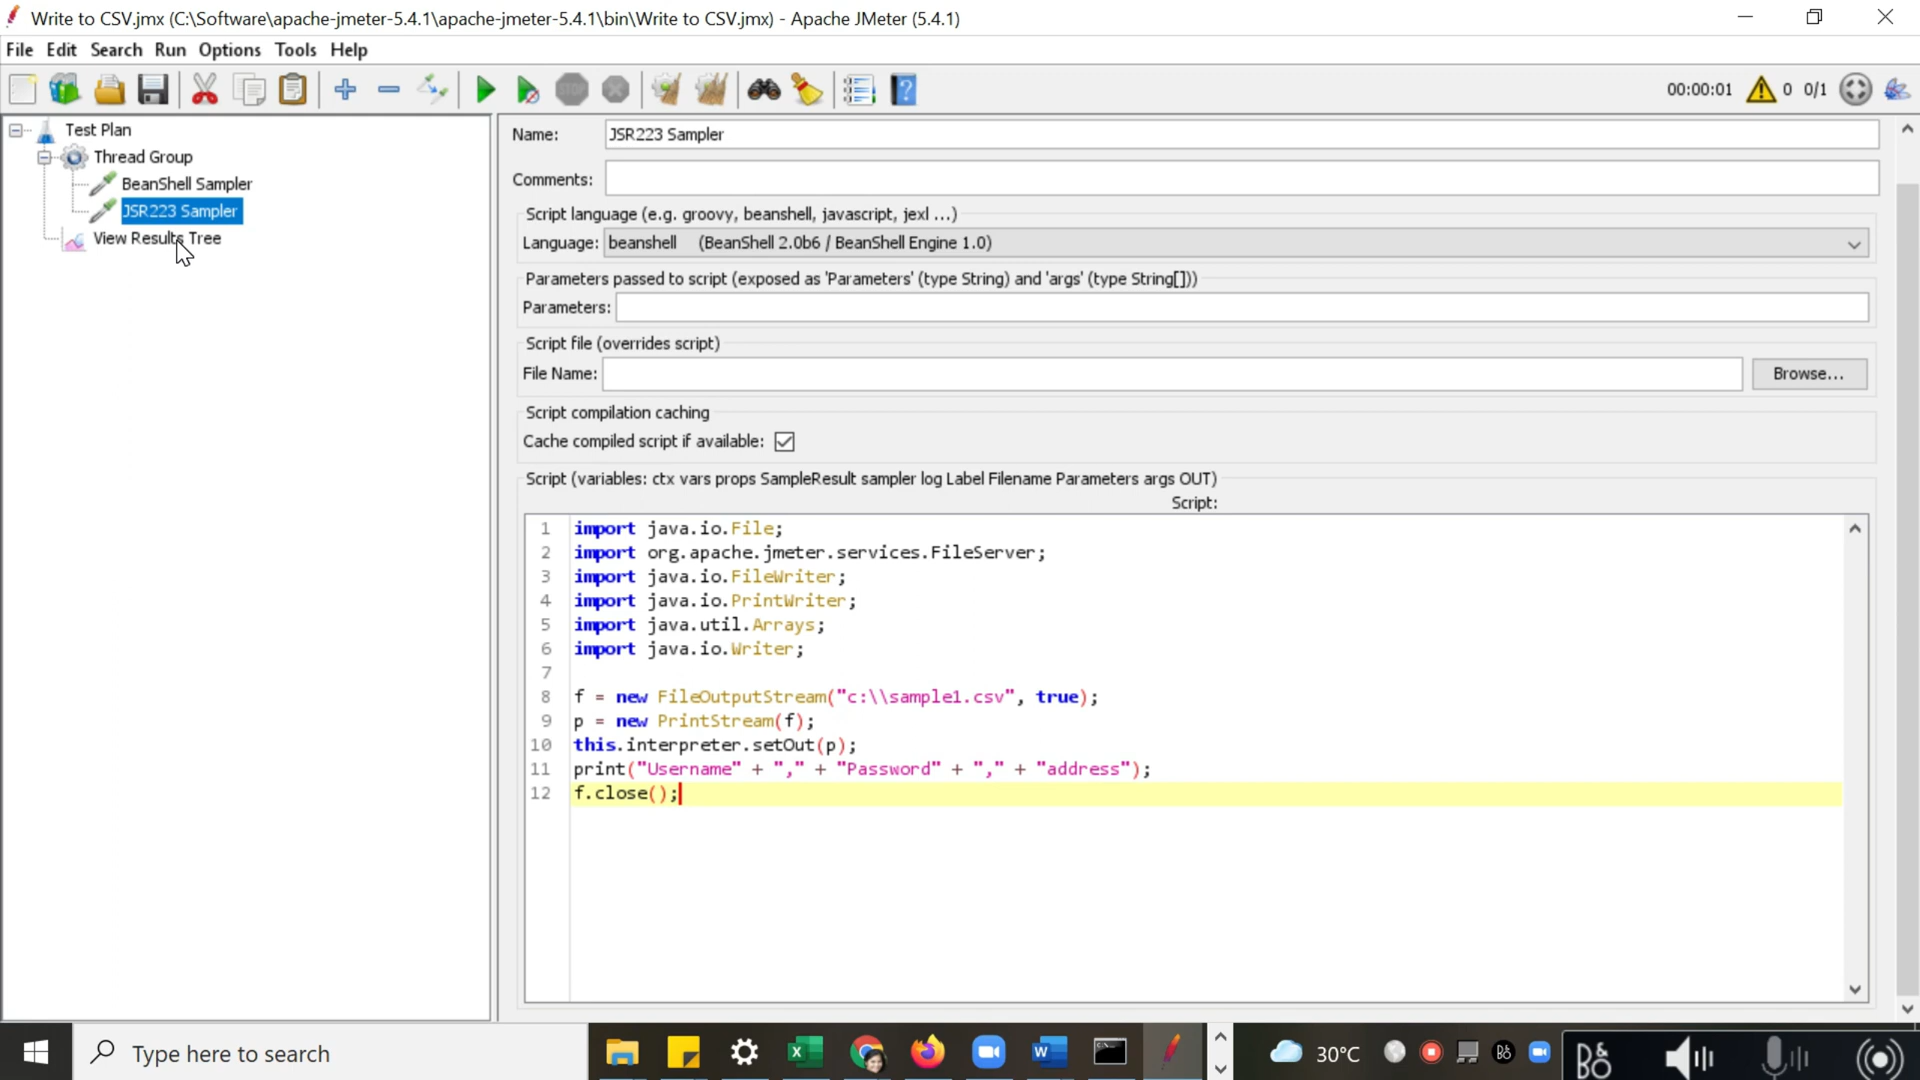 Write to CSV.jmx (C:\Software\apache-jmeter-5.4.1\apache-jmeter-5.4.1\bin\Write to CSV.jmx) - Apache JMeter (5.4.1)
File Edit Search Run Options Tools Help
STOP
00:00:01 0 0/1
Test Plan
Thread Group
BeanShell Sampler
JSR223 Sampler
View Results Tree
Name: JSR223 Sampler
Comments:
Script language (e.g. groovy, beanshell, javascript, jexl ...)
Language: beanshell (BeanShell 2.0b6 / BeanShell Engine 1.0)
Parameters passed to script (exposed as 'Parameters' (type String) and 'args' (type String[]))
Parameters:
Script file (overrides script)
File Name: Browse...
Script compilation caching
Cache compiled script if available:
Script (variables: ctx vars props SampleResult sampler log Label Filename Parameters args OUT)
Script:
1 import java.io.File;
2 import org.apache.jmeter.services.FileServer;
3 import java.io.FileWriter;
4 import java.io.PrintWriter;
5 import java.util.Arrays;
6 import java.io.Writer;
7
8 f = new FileOutputStream("c:\\sample1.csv", true);
9 p = new PrintStream(f);
10 this.interpreter.setOut(p);
11 print("Username" + "," + "Password" + "," + "address");
12 f.close();
Type here to search
30°C